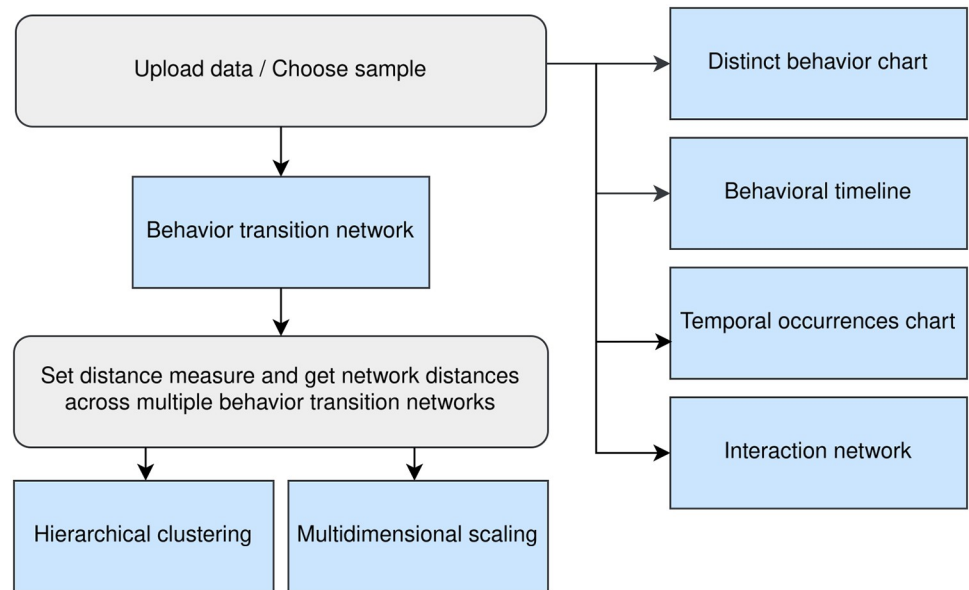 Upload data / Choose sample
Distinct behavior chart
Behavioral timeline
Behavior transition network
Temporal occurrences chart
Set distance measure and get network distances
across multiple behavior transition networks
Interaction network
Hierarchical clustering
Multidimensional scaling